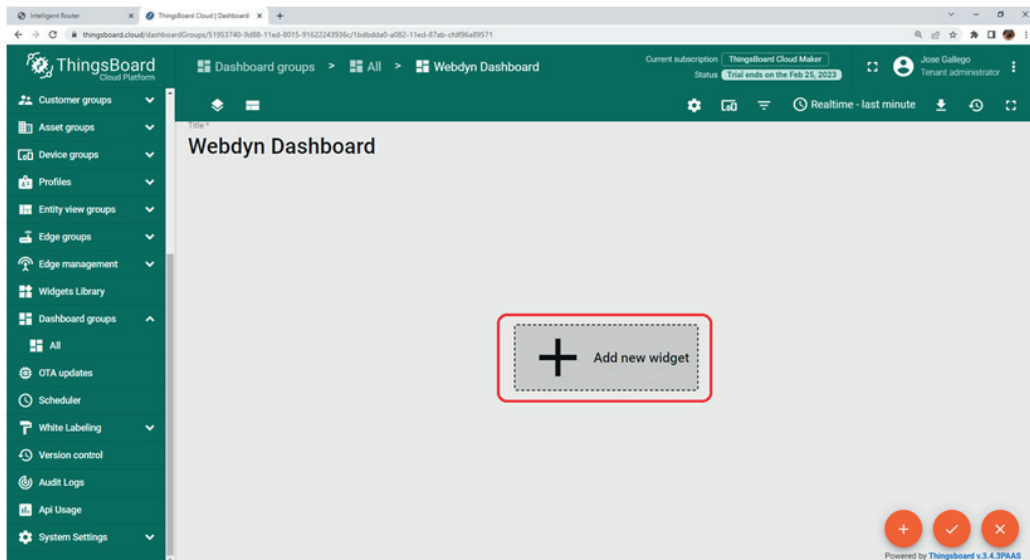 Intelligent Router
ThingsBoard Cloud | Dashboard
thingsboard.cloud/dashboardGroups/51953740-9d88-11ed-8015-91622243936c/1bdbdda0-a082-11ed-87ab-cfdf96a89571
ThingsBoard
Cloud Platform
Dashboard groups > All > Webdyn Dashboard
Current subscription ThingsBoard Cloud Maker
Status Trial ends on the Feb 25, 2023
Jose Gallego
Tenant administrator
Realtime - last minute
Customer groups
Asset groups
Device groups
Profiles
Entity view groups
Edge groups
Edge management
Widgets Library
Dashboard groups
All
OTA updates
Scheduler
White Labeling
Version control
Audit Logs
Api Usage
System Settings
Title *
Webdyn Dashboard
Add new widget
Powered by Thingsboard v.3.4.3PAAS